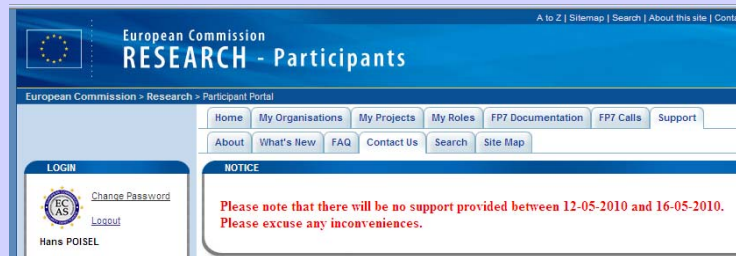 A to Z | Sitemap | Search | About this site |
European Commission
RESEARCH - Participants
European Commission > Research > Participant Portal
Home My Organisations My Projects My Roles FP7 Documentation FP7 Calls Support
About What's New FAQ Contact Us Search Site Map
LOGIN
NOTICE
EC
AS
Change Password
Logout
Hans POISEL
Please note that there will be no support provided between 12-05-2010 and 16-05-2010.
Please excuse any inconveniences.